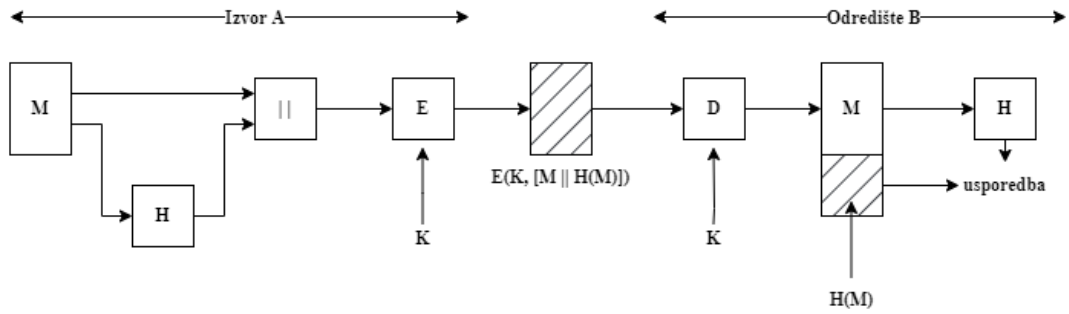 Izvor A
Odredište B
M
||
E
D
M
H
H
E(K, [M || H(M)])
usporedba
K
K
H(M)